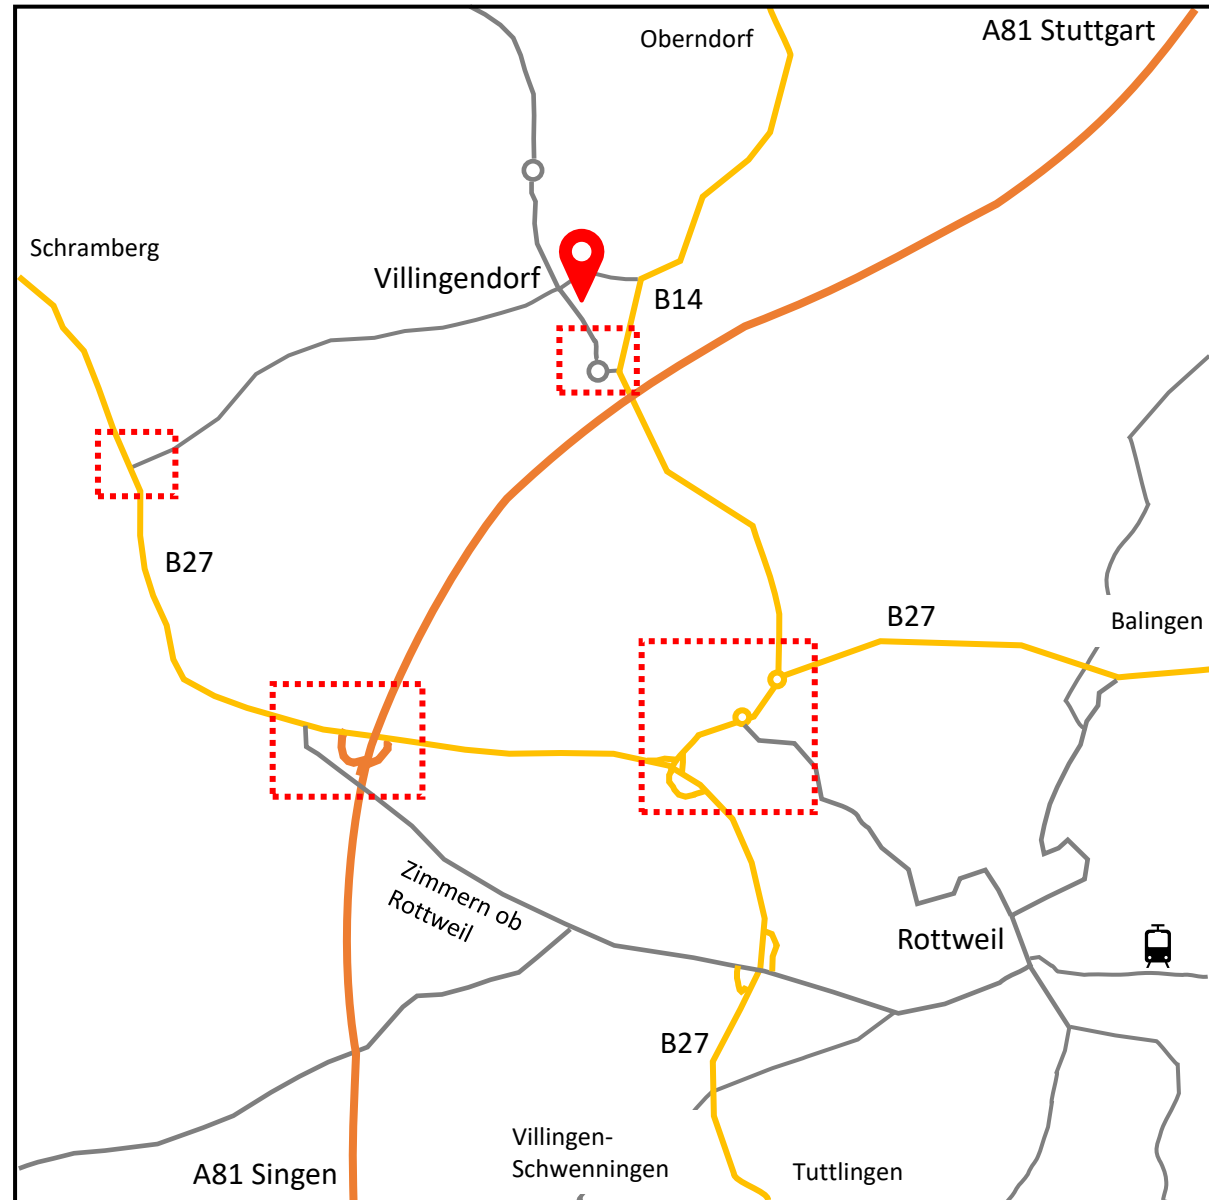 A81 Stuttgart
Oberndorf
Schramberg
Villingendorf
B14
B27
B27
Balingen
Zimmern ob
Rottweil
Rottweil
B27
Villingen-
Schwenningen
Tuttlingen
A81 Singen